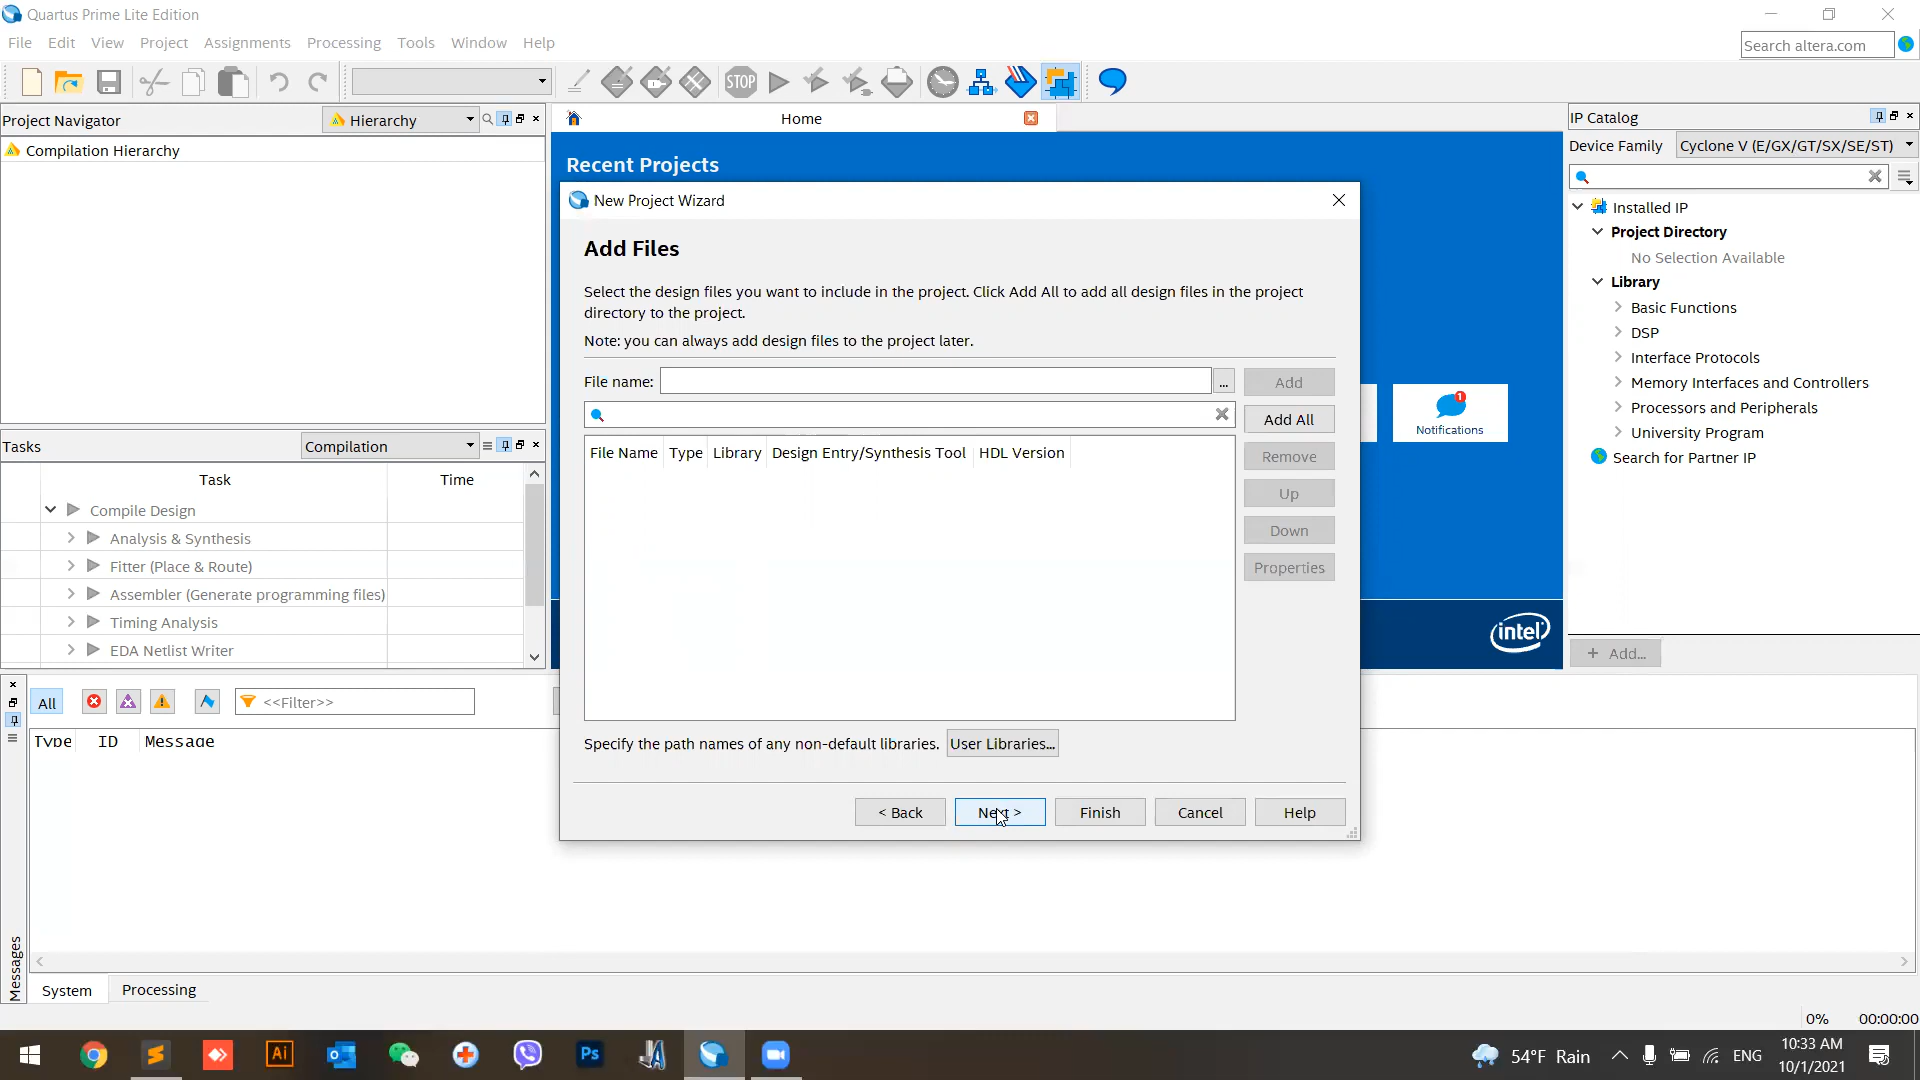 Quartus Prime Lite Edition
File Edit View Project Assignments Processing Tools Window Help
Search altera.com
STOP
Project Navigator
Hierarchy
Compilation Hierarchy
Home
Recent Projects
Notifications
1
intel
IP Catalog
Device Family Cyclone V (E/GX/GT/SX/SE/ST)
Installed IP
Project Directory
No Selection Available
Library
Basic Functions
DSP
Interface Protocols
Memory Interfaces and Controllers
Processors and Peripherals
University Program
Search for Partner IP
+ Add...
Tasks
Compilation
Task Time
Compile Design
Analysis & Synthesis
Fitter (Place & Route)
Assembler (Generate programming files)
Timing Analysis
EDA Netlist Writer
New Project Wizard
Add Files
Select the design files you want to include in the project. Click Add All to add all design files in the project
directory to the project.
Note: you can always add design files to the project later.
File name: ... Add
Add All
File Name Type Library Design Entry/Synthesis Tool HDL Version
Remove
Up
Down
Properties
Specify the path names of any non-default libraries. User Libraries...
< Back Next > Finish Cancel Help
All
<<Filter>>
Type ID Message
Messages
System Processing
0% 00:00:00
Ai
Ps
54°F Rain
ENG
10:33 AM
10/1/2021